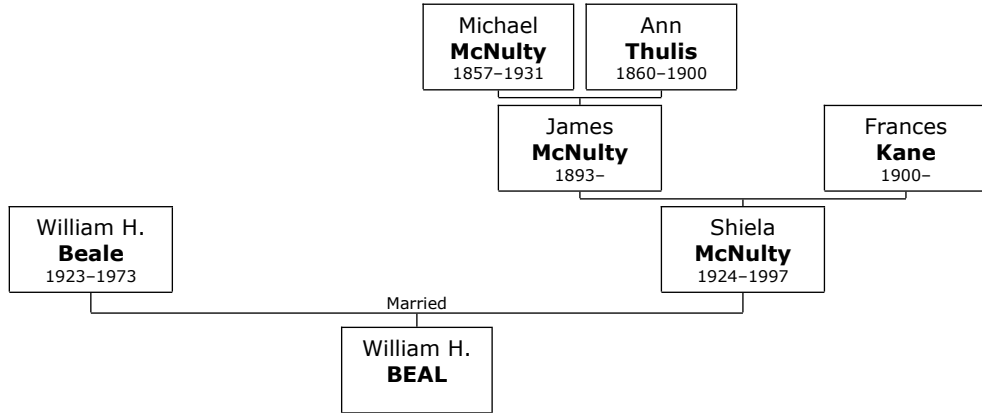 Michael
McNulty
1857–1931
Ann
Thulis
1860–1900
James
McNulty
1893–
Frances
Kane
1900–
William H.
Beale
1923–1973
Shiela
McNulty
1924–1997
Married
William H.
BEAL